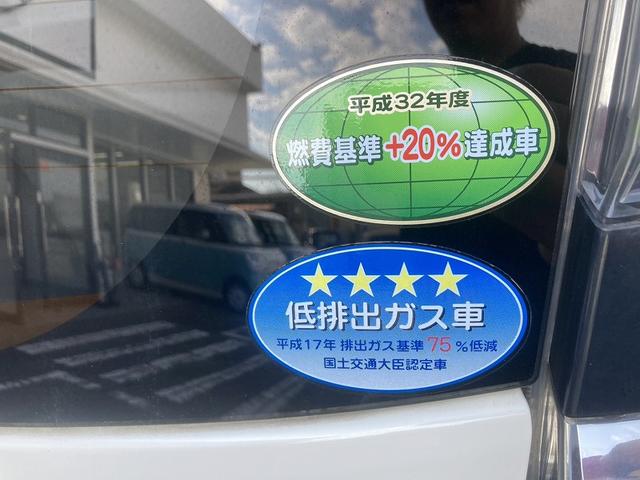 平成32年度
燃費基準+20%達成車
★★★★
低排出ガス車
平成17年 排出ガス基準75%低減
国土交通大臣認定車